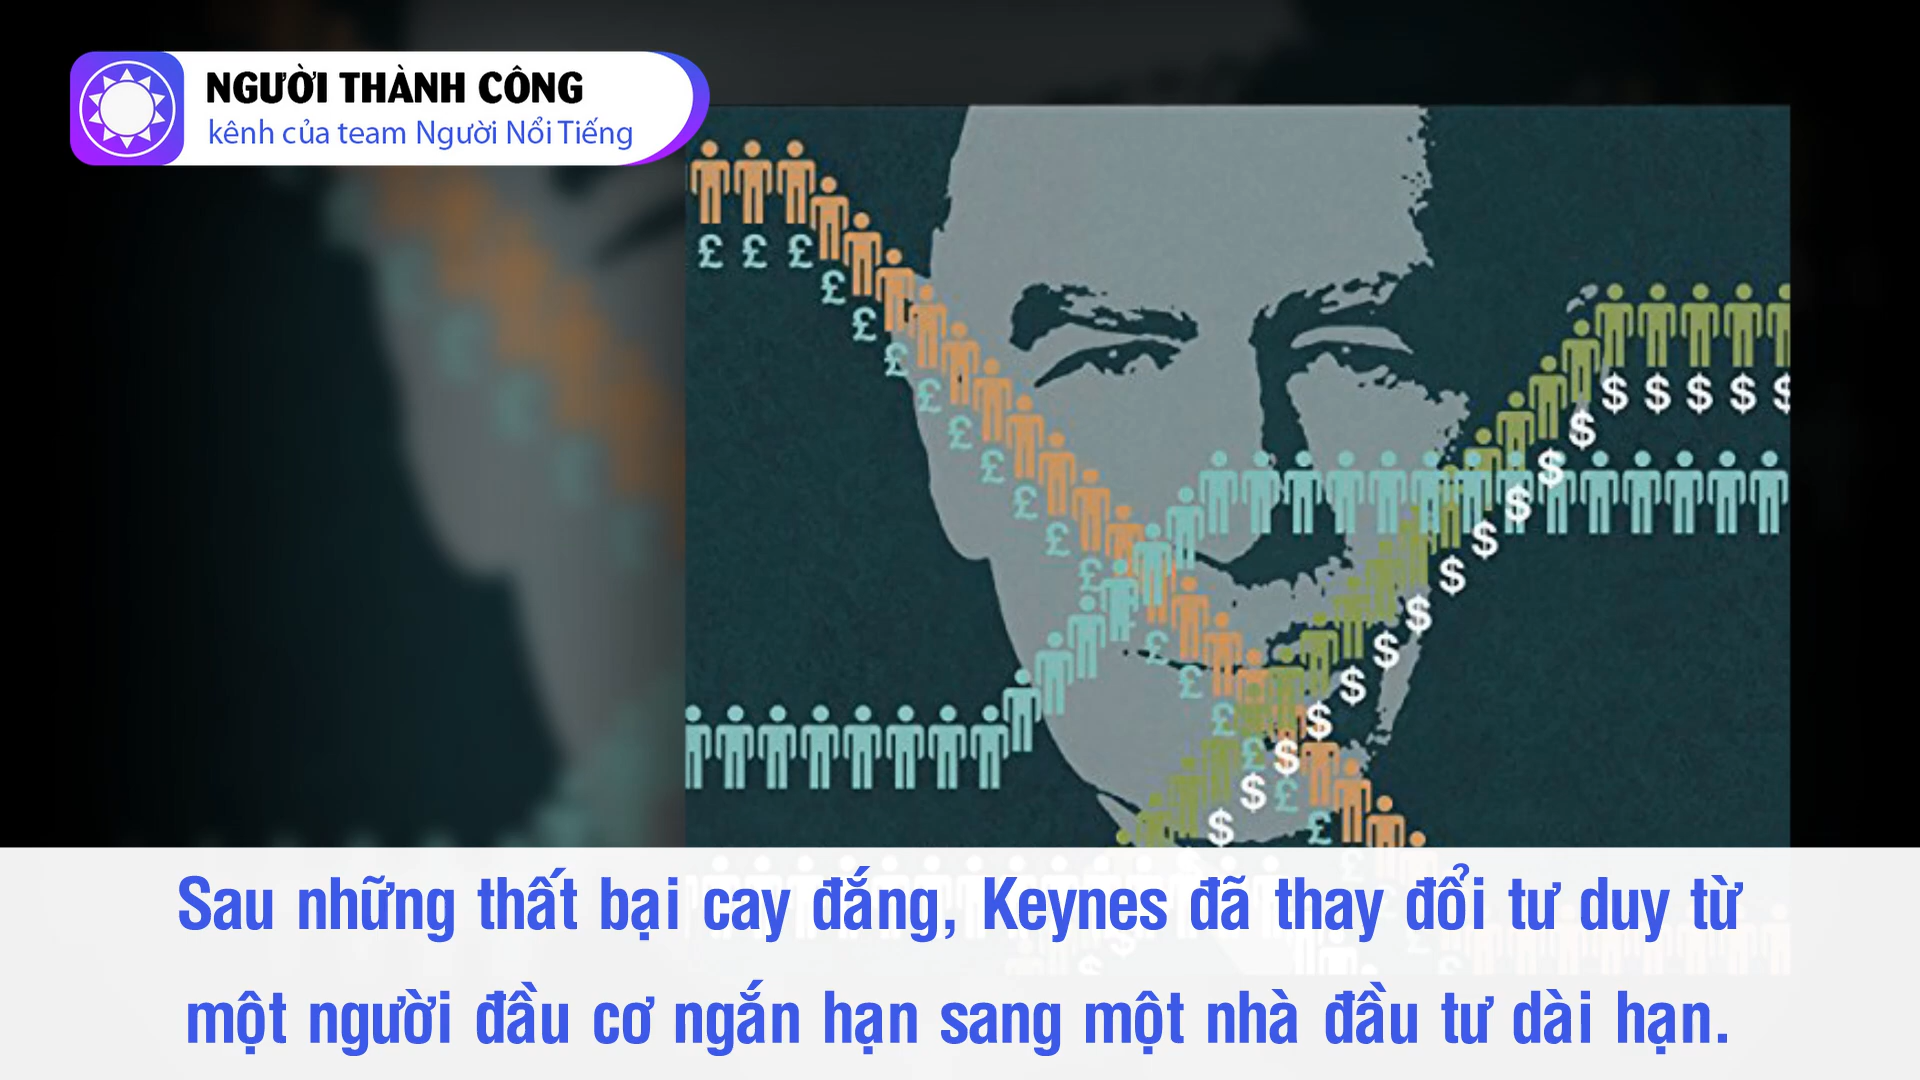 NGƯỜI THÀNH CÔNG
kênh của team Người Nổi Tiếng
£ £ £
$ $ $ $ $
Sau những thất bại cay đắng, Keynes đã thay đổi tư duy từ
một người đầu cơ ngắn hạn sang một nhà đầu tư dài hạn.